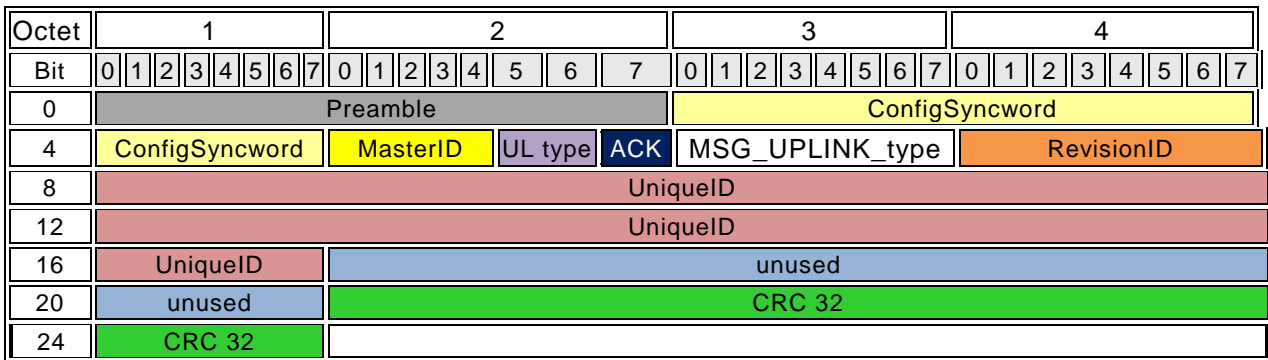 Octet 1 2 3 4
Bit 0 1 2 3 4 5 6 7 0 1 2 3 4 5 6 7 0 1 2 3 4 5 6 7 0 1 2 3 4 5 6 7
0 Preamble ConfigSyncword
4 ConfigSyncword MasterID UL type ACK MSG_UPLINK_type RevisionID
8 UniqueID
12 UniqueID
16 UniqueID unused
20 unused CRC 32
24 CRC 32